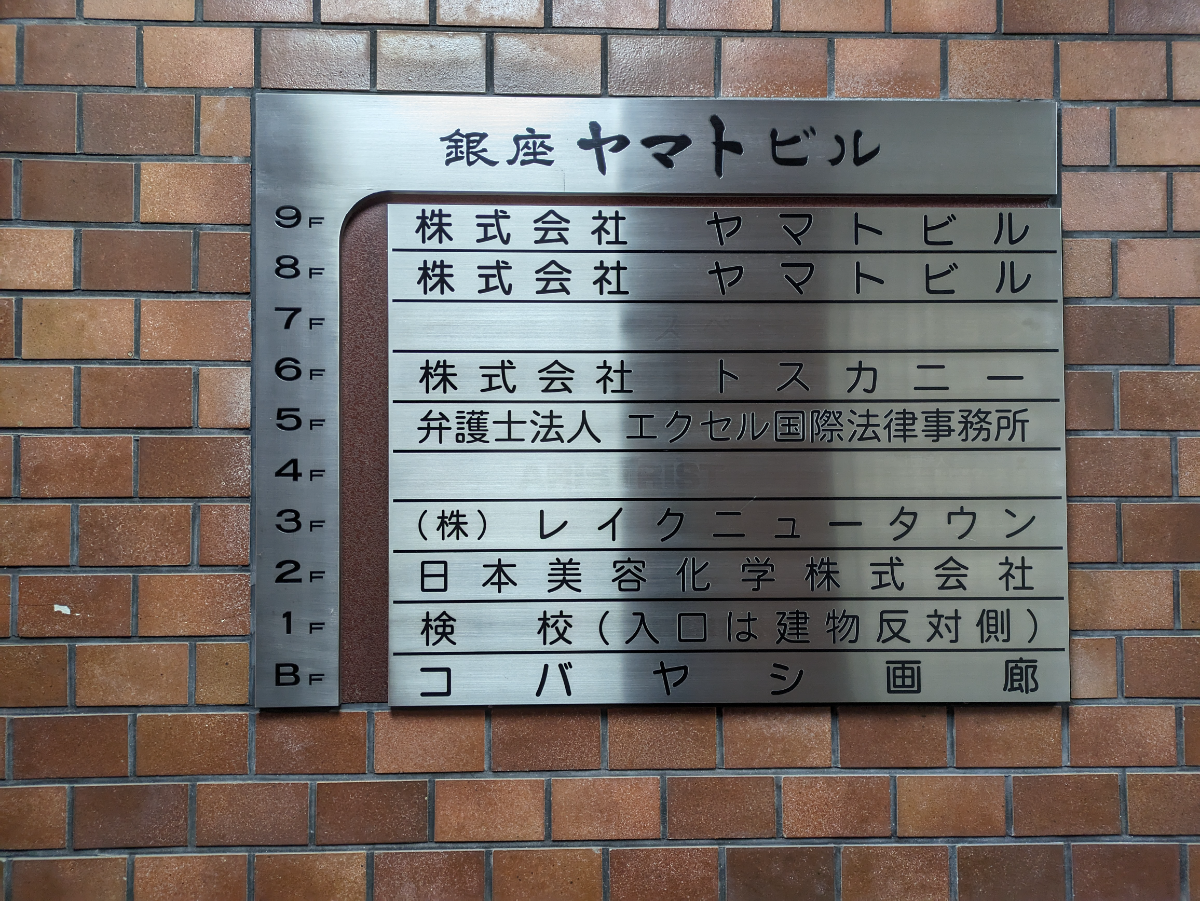 銀座 ヤマトビル
9F 株式会社 ヤマトビル
8F 株式会社 ヤマトビル
7F
6F 株式会社 トスカニー
5F 弁護士法人 エクセル国際法律事務所
4F
3F (株) レイクニュータウン
2F 日本美容化学株式会社
1F 検校(入口は建物反対側)
BF コバヤシ画廊